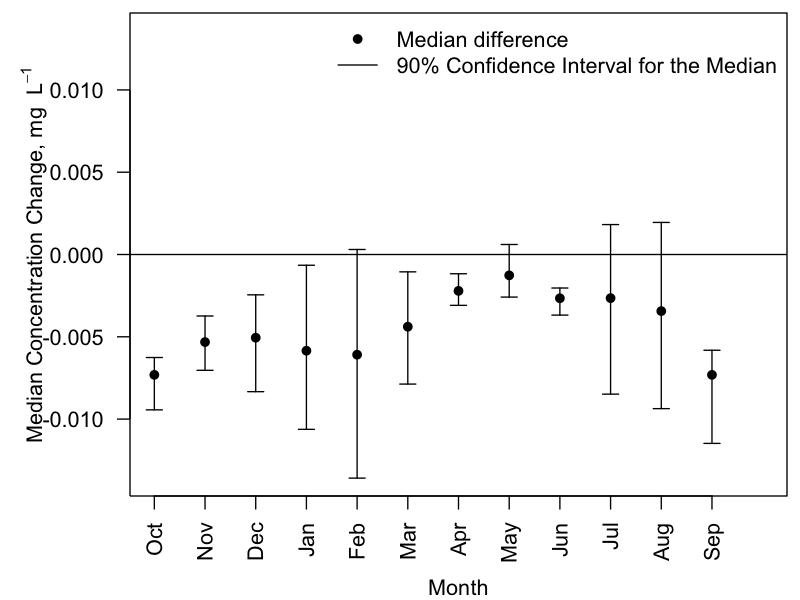 Median difference
90% Confidence Interval for the Median
Median Concentration Change, mg L⁻¹
0.010
0.005
0.000
-0.005
-0.010
Oct Nov Dec Jan Feb Mar Apr May Jun Jul Aug Sep
Month